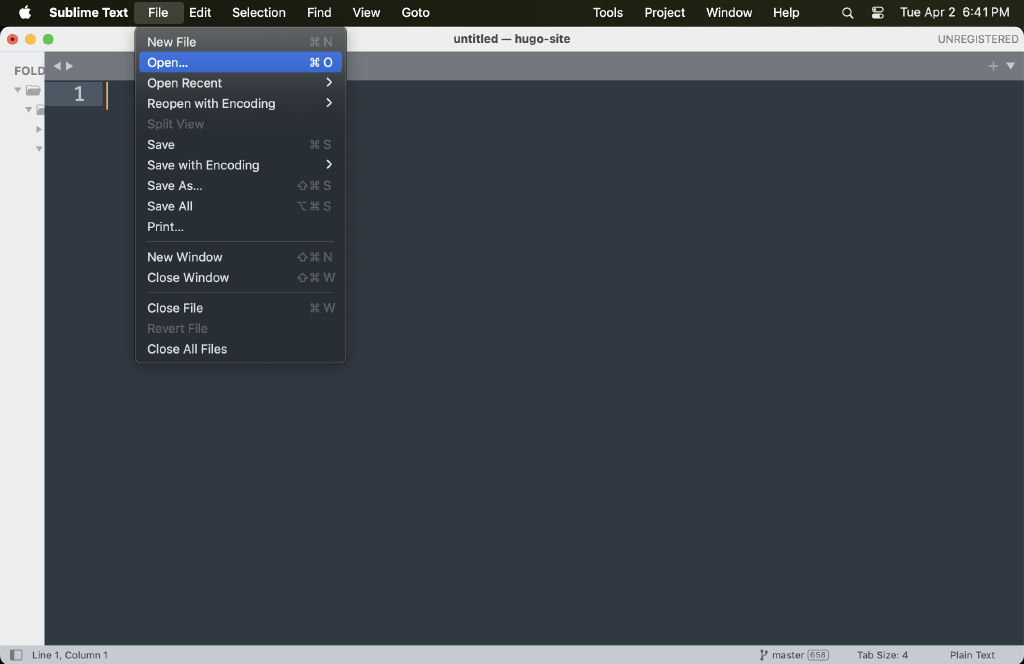 Sublime Text File Edit Selection Find View Goto Tools Project Window Help Tue Apr 2 6:41 PM
untitled — hugo-site UNREGISTERED
FOLD
1
New File ⌘ N
Open... ⌘ O
Open Recent
Reopen with Encoding
Split View
Save ⌘ S
Save with Encoding
Save As... ⇧⌘ S
Save All ⌥⌘ S
Print...
New Window ⇧⌘ N
Close Window ⇧⌘ W
Close File ⌘ W
Revert File
Close All Files
Line 1, Column 1 master 658 Tab Size: 4 Plain Text